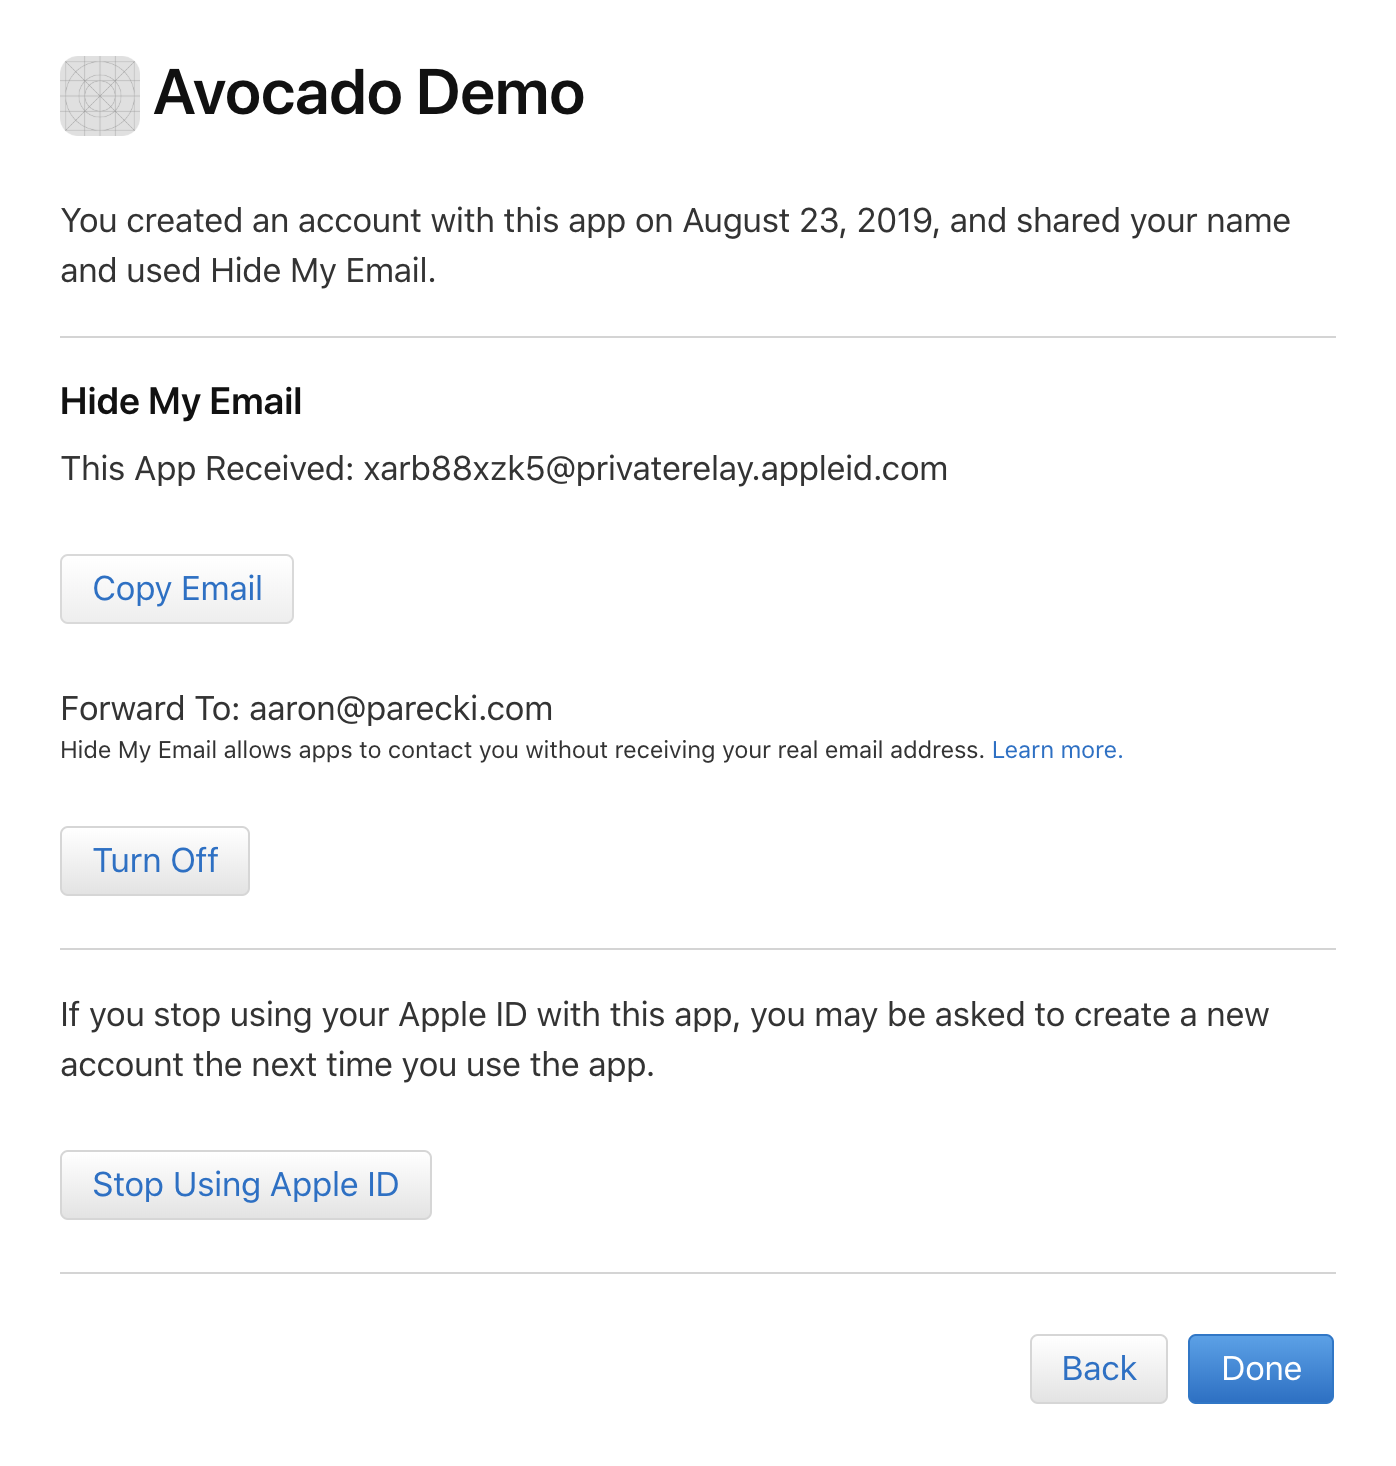 Avocado Demo
You created an account with this app on August 23, 2019, and shared your name
and used Hide My Email.
Hide My Email
This App Received: xarb88xzk5@privaterelay.appleid.com
Copy Email
Forward To: aaron@parecki.com
Hide My Email allows apps to contact you without receiving your real email address. Learn more.
Turn Off
If you stop using your Apple ID with this app, you may be asked to create a new
account the next time you use the app.
Stop Using Apple ID
Back Done